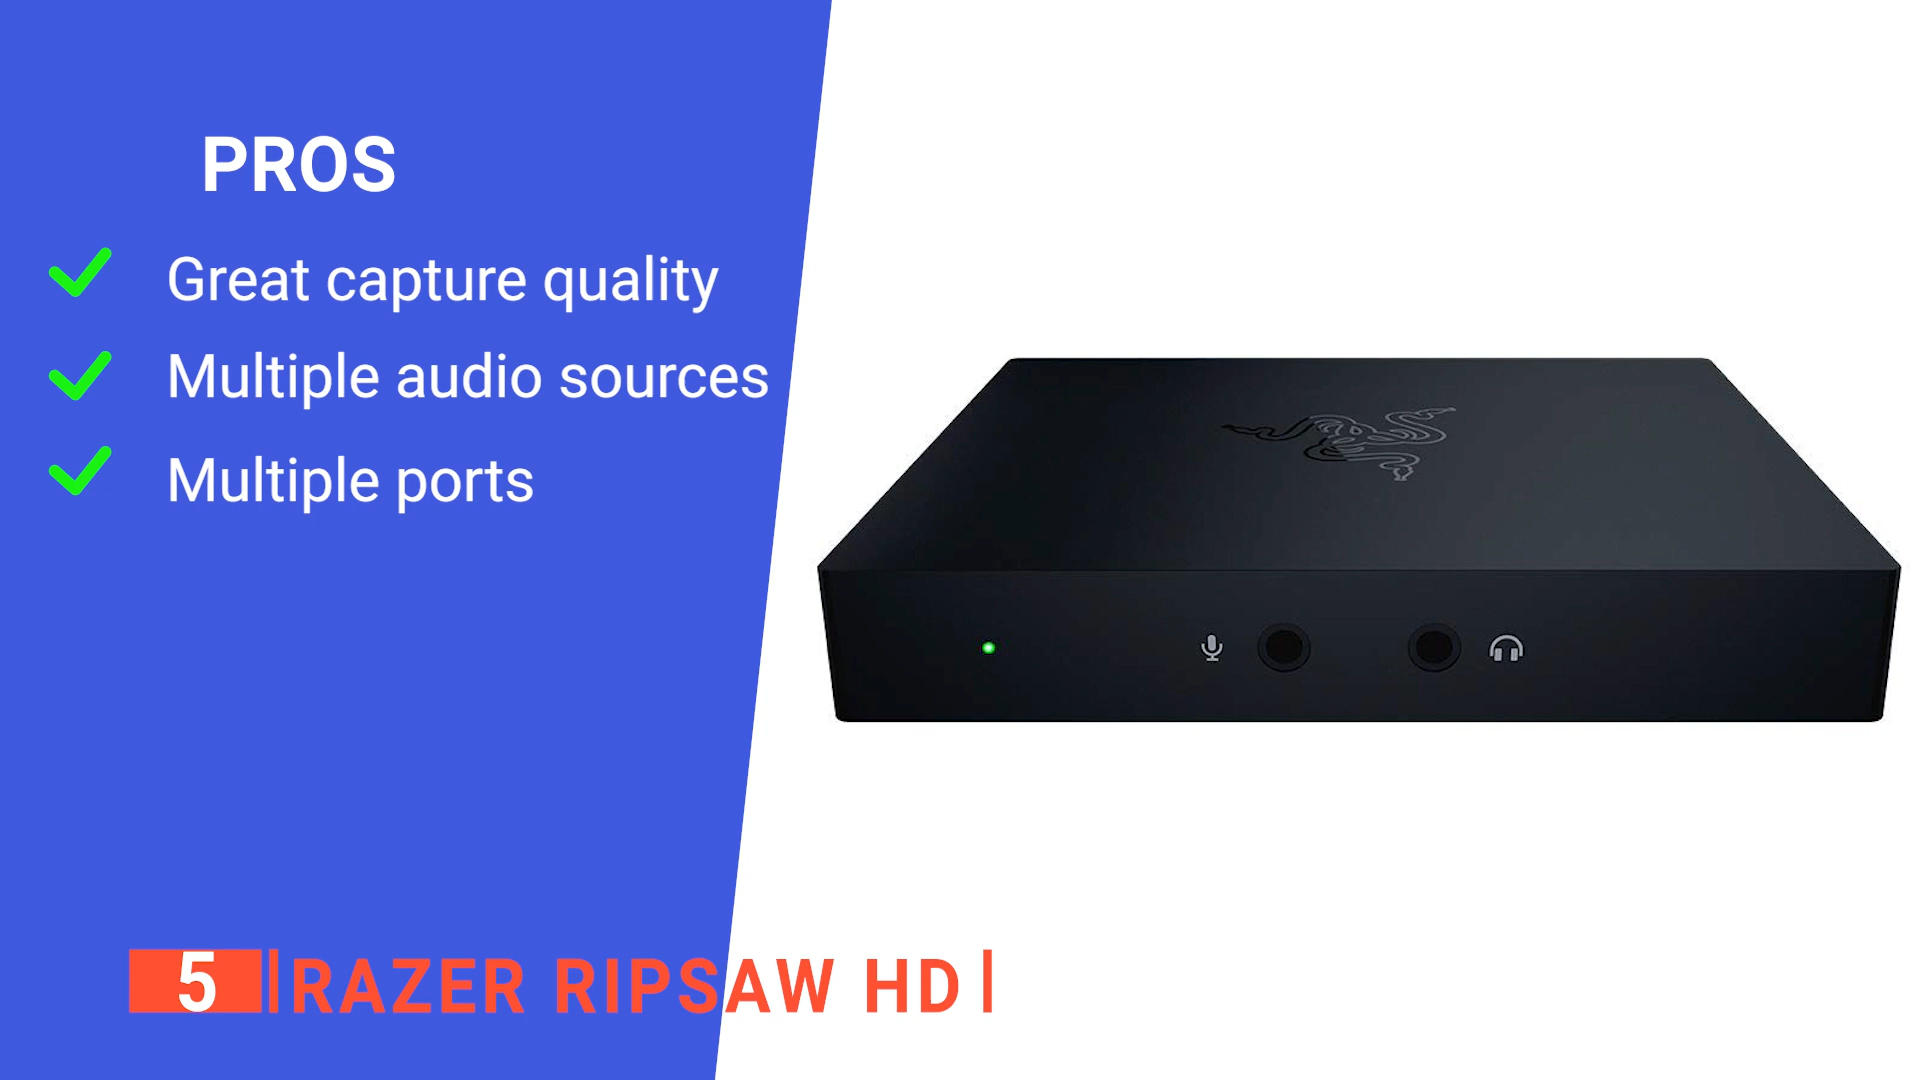 PROS
Great capture quality
Multiple audio sources
Multiple ports
5 RAZER RIPSAW HD